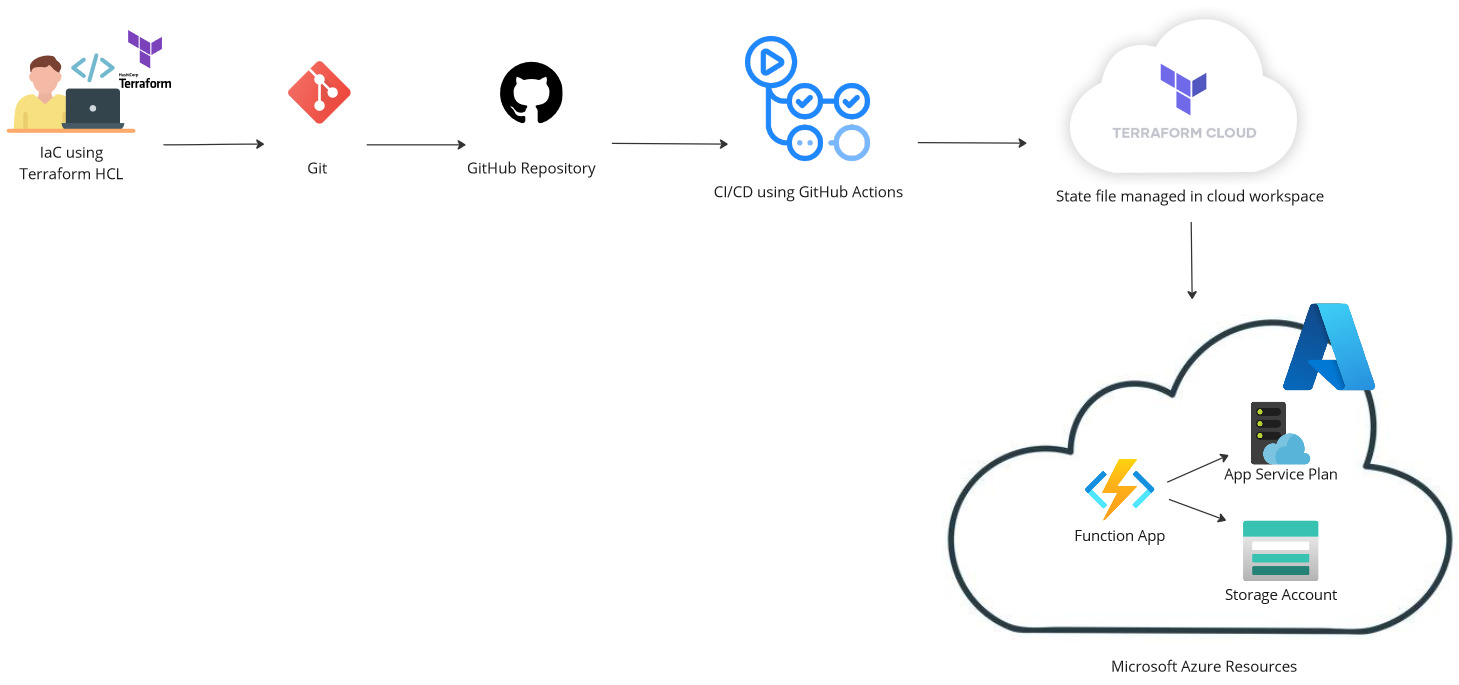 HashiCorp
Terraform
IaC using
Terraform HCL
Git
GitHub Repository
CI/CD using GitHub Actions
TERRAFORM CLOUD
State file managed in cloud workspace
App Service Plan
Function App
Storage Account
Microsoft Azure Resources